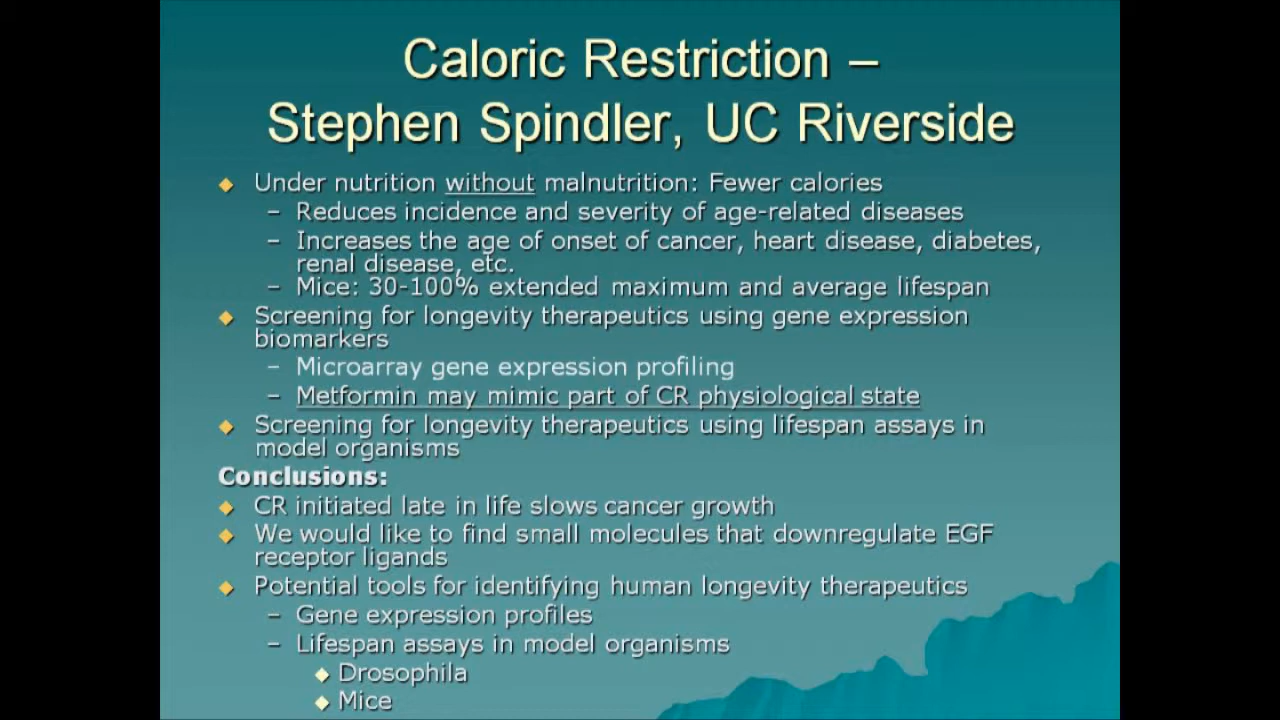 Caloric Restriction –
Stephen Spindler, UC Riverside
◆ Under nutrition without malnutrition: Fewer calories
– Reduces incidence and severity of age-related diseases
– Increases the age of onset of cancer, heart disease, diabetes,
renal disease, etc.
– Mice: 30-100% extended maximum and average lifespan
◆ Screening for longevity therapeutics using gene expression
biomarkers
– Microarray gene expression profiling
– Metformin may mimic part of CR physiological state
◆ Screening for longevity therapeutics using lifespan assays in
model organisms
Conclusions:
◆ CR initiated late in life slows cancer growth
◆ We would like to find small molecules that downregulate EGF
receptor ligands
◆ Potential tools for identifying human longevity therapeutics
– Gene expression profiles
– Lifespan assays in model organisms
◆ Drosophila
◆ Mice